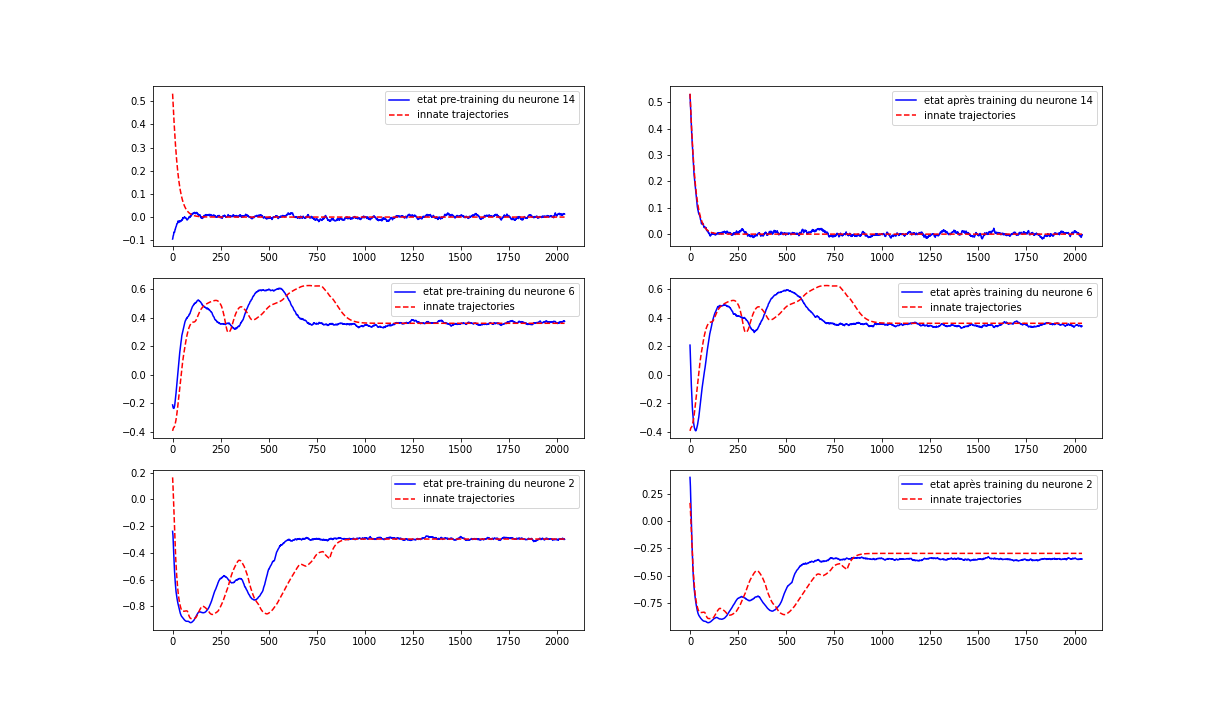 etat pre-training du neurone 14
innate trajectories
0.5
0.4
0.3
0.2
0.1
0.0
−0.1
0 250 500 750 1000 1250 1500 1750 2000
etat après training du neurone 14
innate trajectories
0.5
0.4
0.3
0.2
0.1
0.0
0 250 500 750 1000 1250 1500 1750 2000
etat pre-training du neurone 6
innate trajectories
0.6
0.4
0.2
0.0
−0.2
−0.4
0 250 500 750 1000 1250 1500 1750 2000
etat après training du neurone 6
innate trajectories
0.6
0.4
0.2
0.0
−0.2
−0.4
0 250 500 750 1000 1250 1500 1750 2000
etat pre-training du neurone 2
innate trajectories
0.2
0.0
−0.2
−0.4
−0.6
−0.8
0 250 500 750 1000 1250 1500 1750 2000
etat après training du neurone 2
innate trajectories
0.25
0.00
−0.25
−0.50
−0.75
0 250 500 750 1000 1250 1500 1750 2000